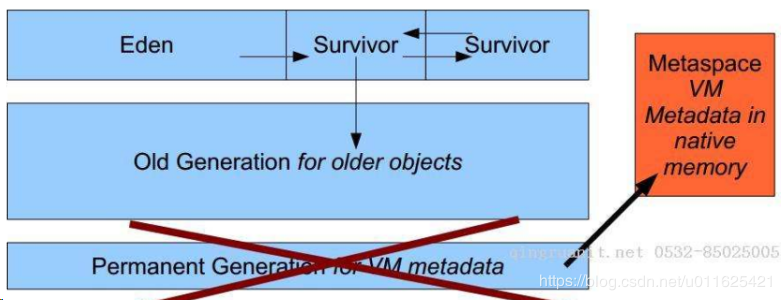 Eden
Survivor
Survivor
Metaspace
VM
Metadata in
native
memory
Old Generation for older objects
qingruanit.net 0532-85025005
Permanent Generation for VM metadata
https://blog.csdn.net/u011625421